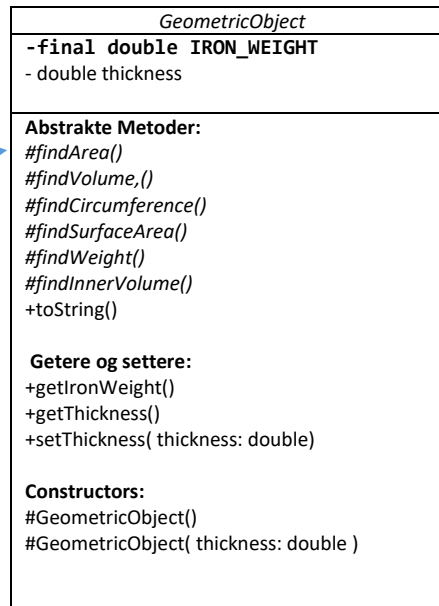 GeometricObject
-final double IRON_WEIGHT
- double thickness
Abstrakte Metoder:
#findArea()
#findVolume,()
#findCircumference()
#findSurfaceArea()
#findWeight()
#findInnerVolume()
+toString()
Getere og settere:
+getIronWeight()
+getThickness()
+setThickness( thickness: double)
Constructors:
#GeometricObject()
#GeometricObject( thickness: double )